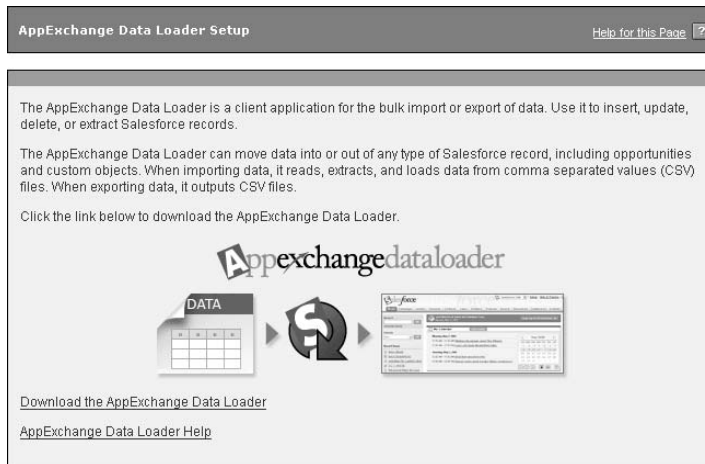 AppExchange Data Loader Setup
Help for this Page ?
The AppExchange Data Loader is a client application for the bulk import or export of data. Use it to insert, update,
delete, or extract Salesforce records.
The AppExchange Data Loader can move data into or out of any type of Salesforce record, including opportunities
and custom objects. When importing data, it reads, extracts, and loads data from comma separated values (CSV)
files. When exporting data, it outputs CSV files.
Click the link below to download the AppExchange Data Loader.
Appexchangedataloader
DATA
salesforce
Download the AppExchange Data Loader
AppExchange Data Loader Help